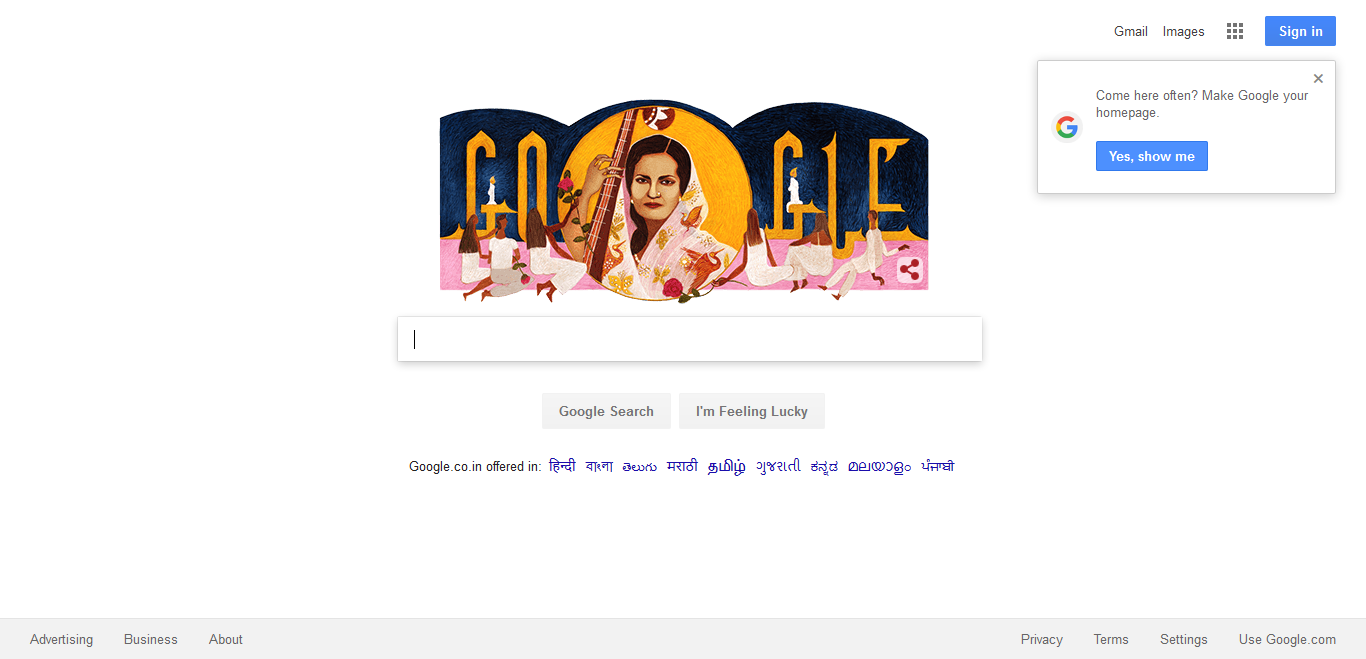 Gmail Images Sign in
Come here often? Make Google your
homepage.
Yes, show me
GOOGLE
Google Search I'm Feeling Lucky
Google.co.in offered in: हिन्दी বাংলা తెలుగు मराठी தமிழ் ગુજરાતી ಕನ್ನಡ മലയാളം ਪੰਜਾਬੀ
Advertising Business About Privacy Terms Settings Use Google.com